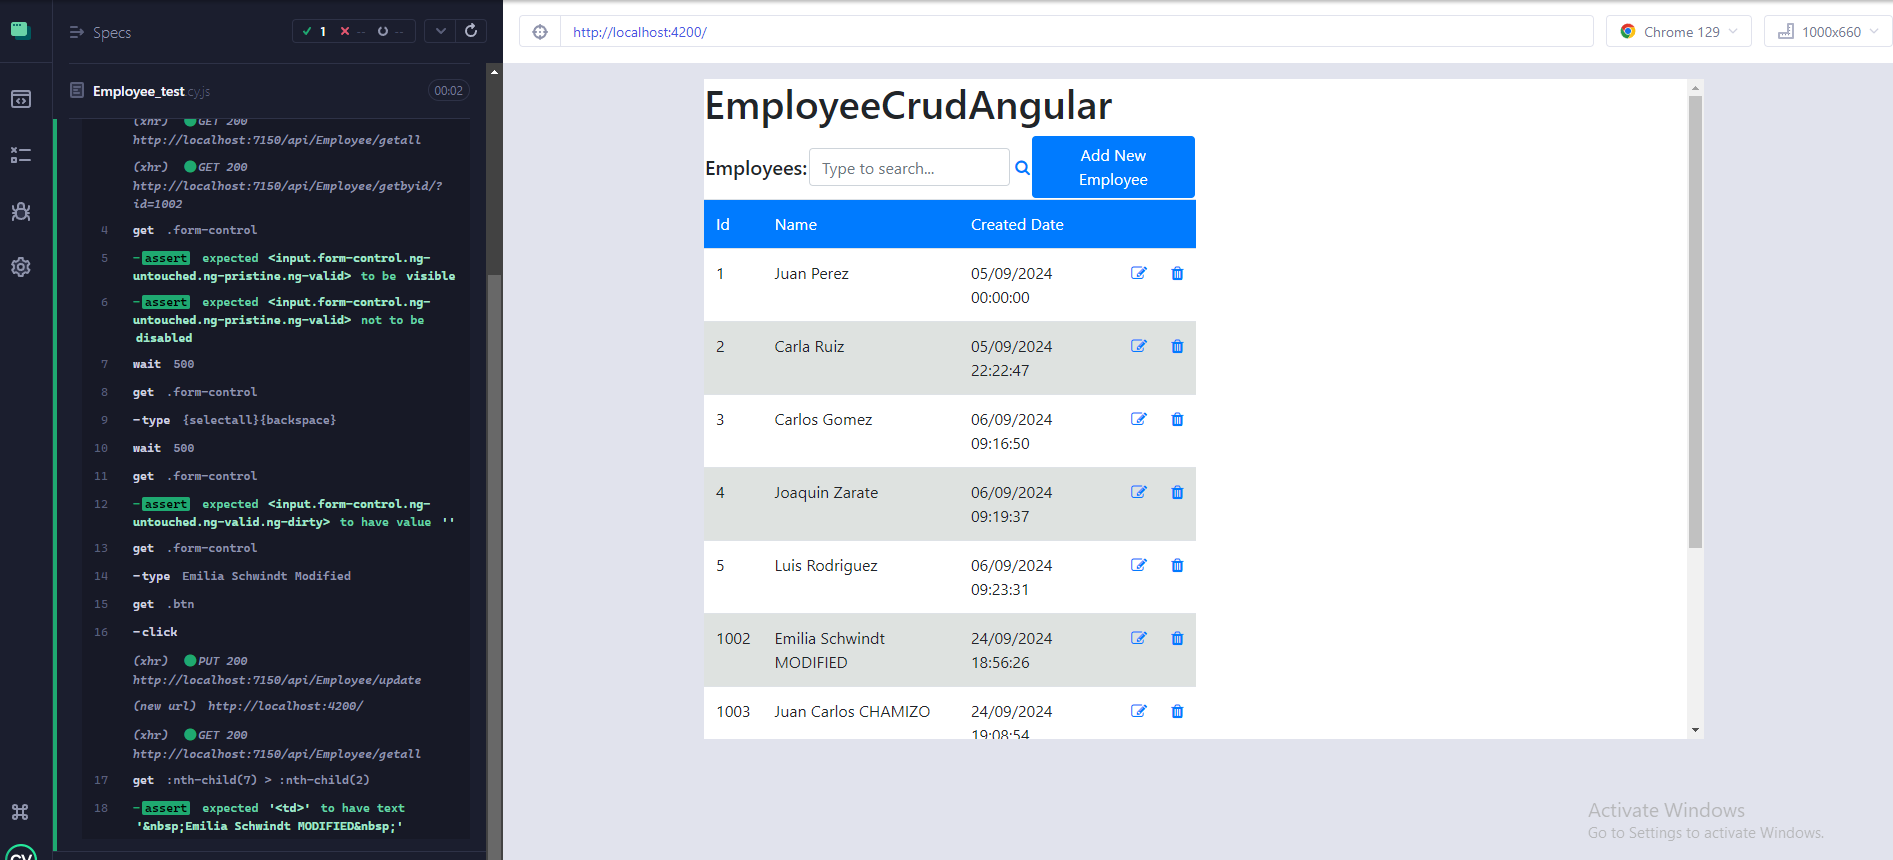 Specs
1 -- --
Employee_test.cy.js
00:02
(xhr) GET 200
http://localhost:7150/api/Employee/getall
(xhr) GET 200
http://localhost:7150/api/Employee/getbyid/?
id=1002
4 get .form-control
5 -assert expected <input.form-control.ng-
untouched.ng-pristine.ng-valid> to be visible
6 -assert expected <input.form-control.ng-
untouched.ng-pristine.ng-valid> not to be
disabled
7 wait 500
8 get .form-control
9 -type {selectall}{backspace}
10 wait 500
11 get .form-control
12 -assert expected <input.form-control.ng-
untouched.ng-valid.ng-dirty> to have value ''
13 get .form-control
14 -type Emilia Schwindt Modified
15 get .btn
16 -click
(xhr) PUT 200
http://localhost:7150/api/Employee/update
(new url) http://localhost:4200/
(xhr) GET 200
http://localhost:7150/api/Employee/getall
17 get :nth-child(7) > :nth-child(2)
18 -assert expected '<td>' to have text
'&nbsp;Emilia Schwindt MODIFIED&nbsp;'
http://localhost:4200/
Chrome 129
1000x660
EmployeeCrudAngular
Employees: Type to search... Add New
Employee
Id Name Created Date
1 Juan Perez 05/09/2024
00:00:00
2 Carla Ruiz 05/09/2024
22:22:47
3 Carlos Gomez 06/09/2024
09:16:50
4 Joaquin Zarate 06/09/2024
09:19:37
5 Luis Rodriguez 06/09/2024
09:23:31
1002 Emilia Schwindt 24/09/2024
MODIFIED 18:56:26
1003 Juan Carlos CHAMIZO 24/09/2024
19:08:54
Activate Windows
Go to Settings to activate Windows.